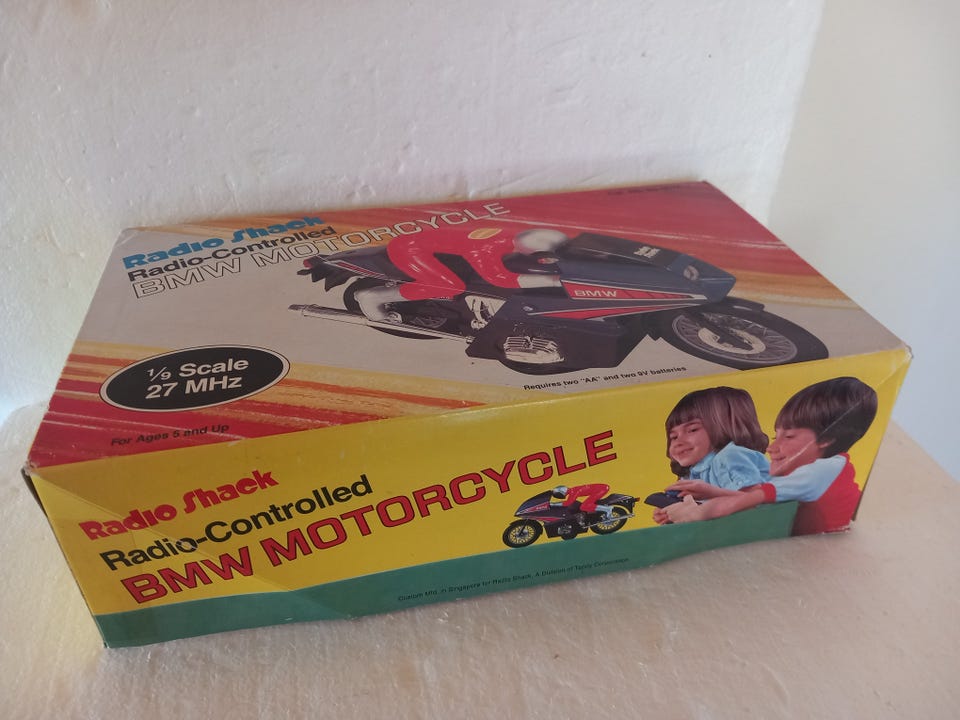 Radio Shack
Radio-Controlled
BMW MOTORCYCLE
BMW
1/9 Scale
27 MHz
Requires two "AA" and two 9V batteries
For Ages 5 and Up
Radio Shack
Radio-Controlled
BMW MOTORCYCLE
Custom Mfg. in Singapore for Radio Shack, A Division of Tandy Corporation